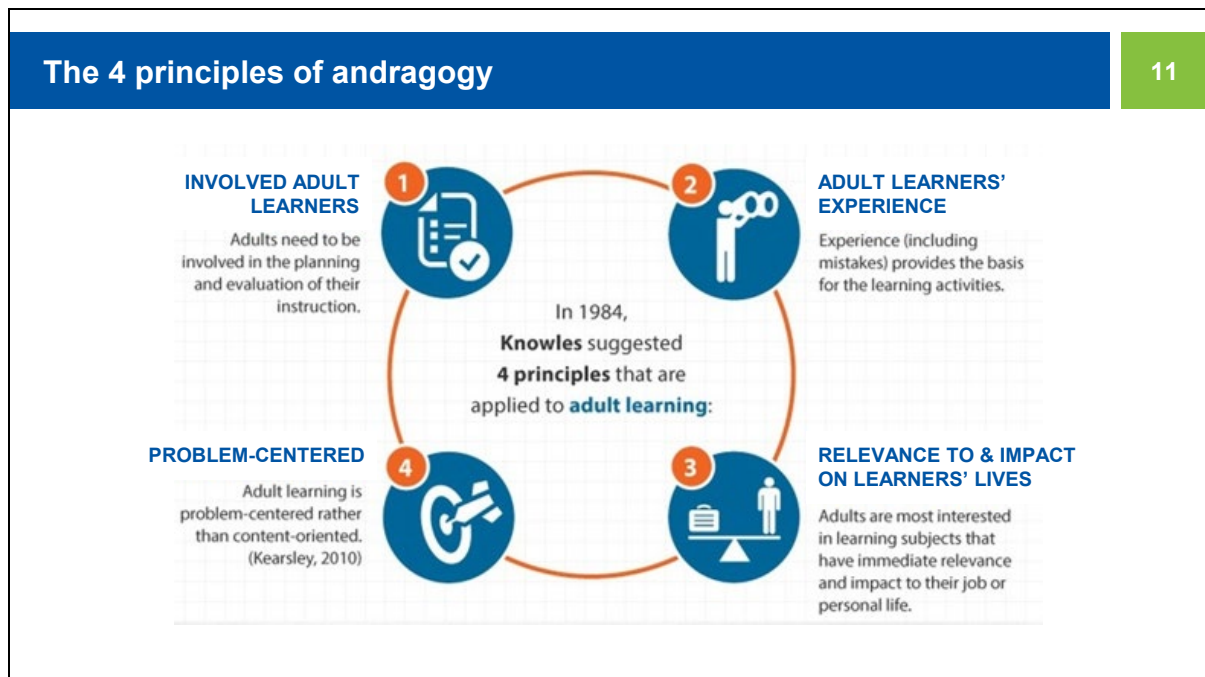 The 4 principles of andragogy
11
1
INVOLVED ADULT
LEARNERS
Adults need to be
involved in the planning
and evaluation of their
instruction.
2
ADULT LEARNERS’
EXPERIENCE
Experience (including
mistakes) provides the basis
for the learning activities.
In 1984,
Knowles suggested
4 principles that are
applied to adult learning:
PROBLEM-CENTERED
4
Adult learning is
problem-centered rather
than content-oriented.
(Kearsley, 2010)
3
RELEVANCE TO & IMPACT
ON LEARNERS’ LIVES
Adults are most interested
in learning subjects that
have immediate relevance
and impact to their job or
personal life.